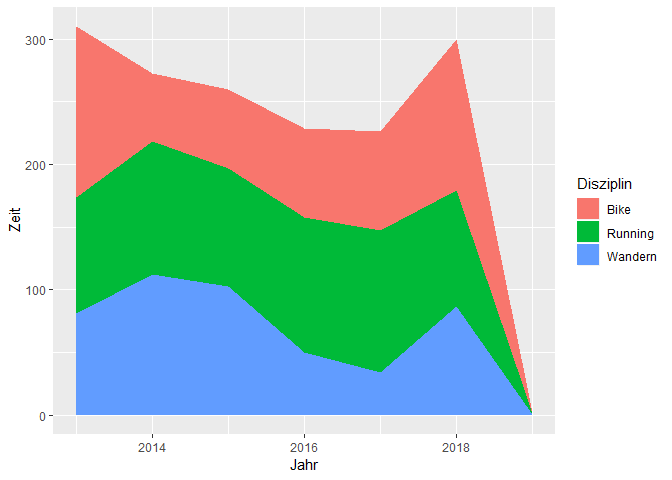 300
200
100
0
Zeit
2014
2016
2018
Jahr
Disziplin
Bike
Running
Wandern